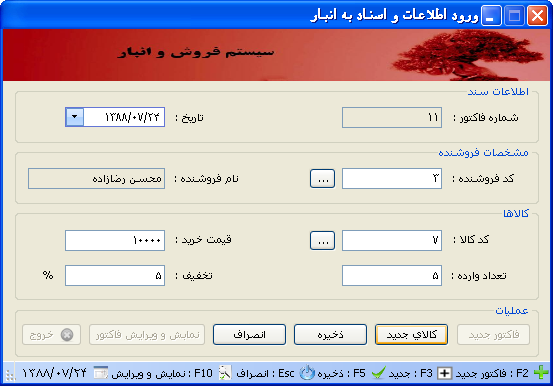 ورود اطلاعات و اسناد به انبار
سیستم فروش و انبار
اطلاعات سند
شماره فاکتور : ۱۱ تاریخ : ۱۳۸۸/۰۷/۲۴
مشخصات فروشنده
کد فروشنده : ۳ ... نام فروشنده : محسن رضازاده
کالاها
کد کالا : ۷ ... قیمت خرید : ۱۰۰۰۰
تعداد وارده : ۵ تخفیف : ۵ %
عملیات
فاکتور جدید کالاي جدید ذخیره انصراف نمایش و ویرایش فاکتور خروج
F2 : فاکتور جدید F3 : جدید F5 : ذخیره Esc : انصراف F10 : نمایش و ویرایش ۱۳۸۸/۰۷/۲۴